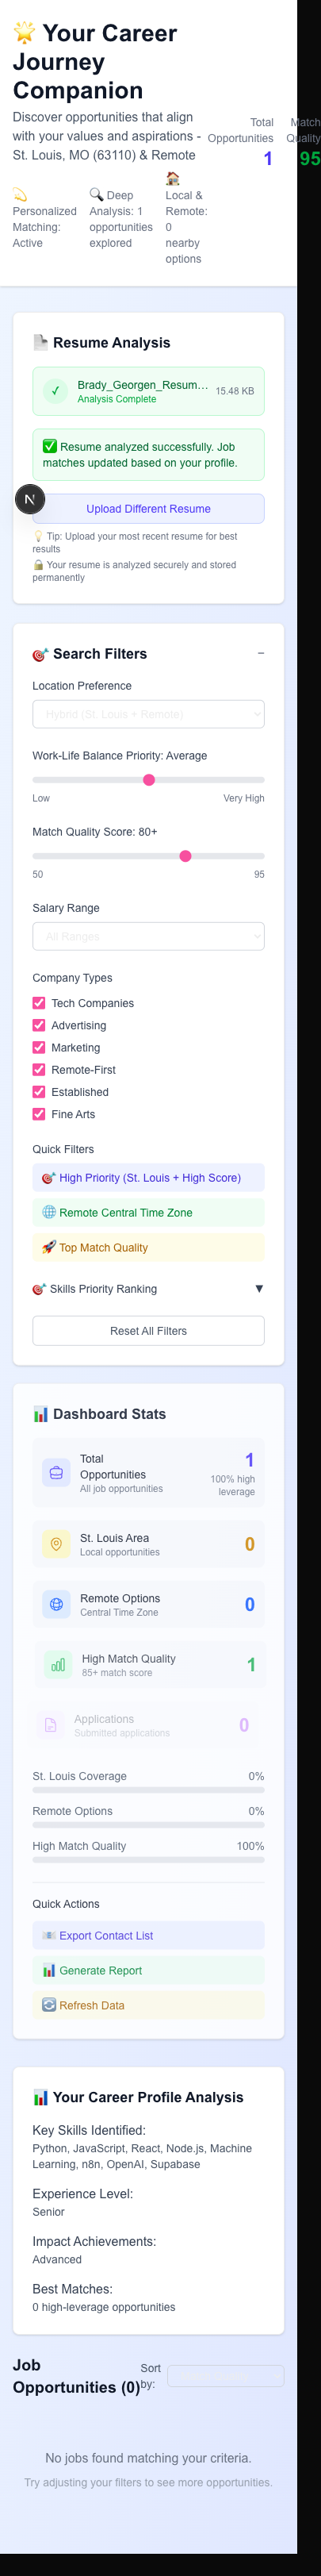 🌟 Your Career
Journey
Companion
Discover opportunities that align
with your values and aspirations -
St. Louis, MO (63110) & Remote
Total
Opportunities
1
Match
Quality
95
💫
Personalized
Matching:
Active
🔍 Deep
Analysis: 1
opportunities
explored
🏠
Local &
Remote:
0
nearby
options
📄 Resume Analysis
✓
Brady_Georgen_Resum...
15.48 KB
Analysis Complete
✅ Resume analyzed successfully. Job
matches updated based on your profile.
N
Upload Different Resume
💡 Tip: Upload your most recent resume for best
results
🔒 Your resume is analyzed securely and stored
permanently
🎯 Search Filters
−
Location Preference
Hybrid (St. Louis + Remote)
Work-Life Balance Priority: Average
Low
Very High
Match Quality Score: 80+
50
95
Salary Range
All Ranges
Company Types
Tech Companies
Advertising
Marketing
Remote-First
Established
Fine Arts
Quick Filters
🎯 High Priority (St. Louis + High Score)
🌐 Remote Central Time Zone
🚀 Top Match Quality
🎯 Skills Priority Ranking
▼
Reset All Filters
📊 Dashboard Stats
Total
Opportunities
All job opportunities
1
100% high
leverage
St. Louis Area
Local opportunities
0
Remote Options
Central Time Zone
0
High Match Quality
85+ match score
1
Applications
Submitted applications
0
St. Louis Coverage
0%
Remote Options
0%
High Match Quality
100%
Quick Actions
📧 Export Contact List
📊 Generate Report
🔄 Refresh Data
📊 Your Career Profile Analysis
Key Skills Identified:
Python, JavaScript, React, Node.js, Machine
Learning, n8n, OpenAI, Supabase
Experience Level:
Senior
Impact Achievements:
Advanced
Best Matches:
0 high-leverage opportunities
Job
Opportunities (0)
Sort
by:
No jobs found matching your criteria.
Try adjusting your filters to see more opportunities.